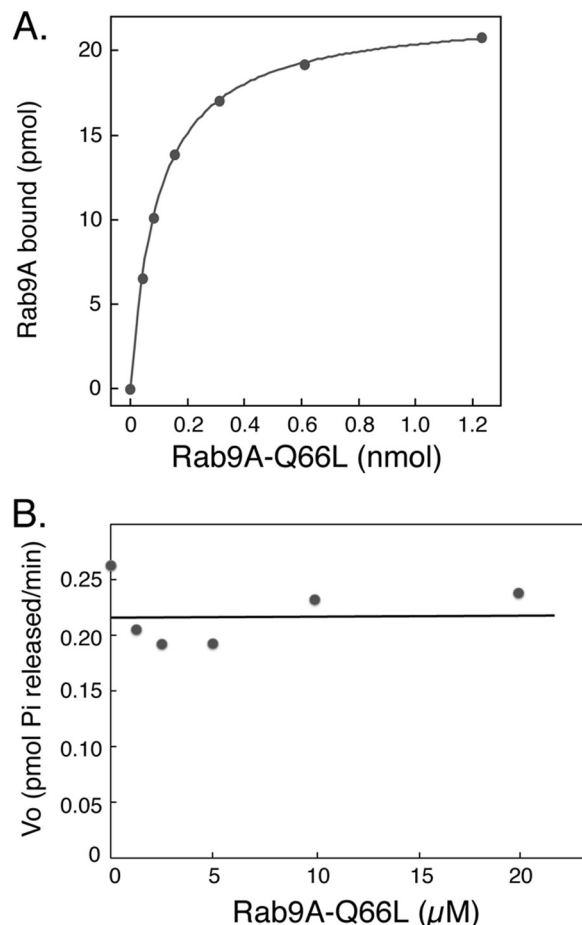 A.
Rab9A bound (pmol)
20
15
10
5
0
0 0.2 0.4 0.6 0.8 1.0 1.2
Rab9A-Q66L (nmol)
B.
Vo (pmol Pi released/min)
0.25
0.20
0.15
0.10
0.05
0
0 5 10 15 20
Rab9A-Q66L (µM)